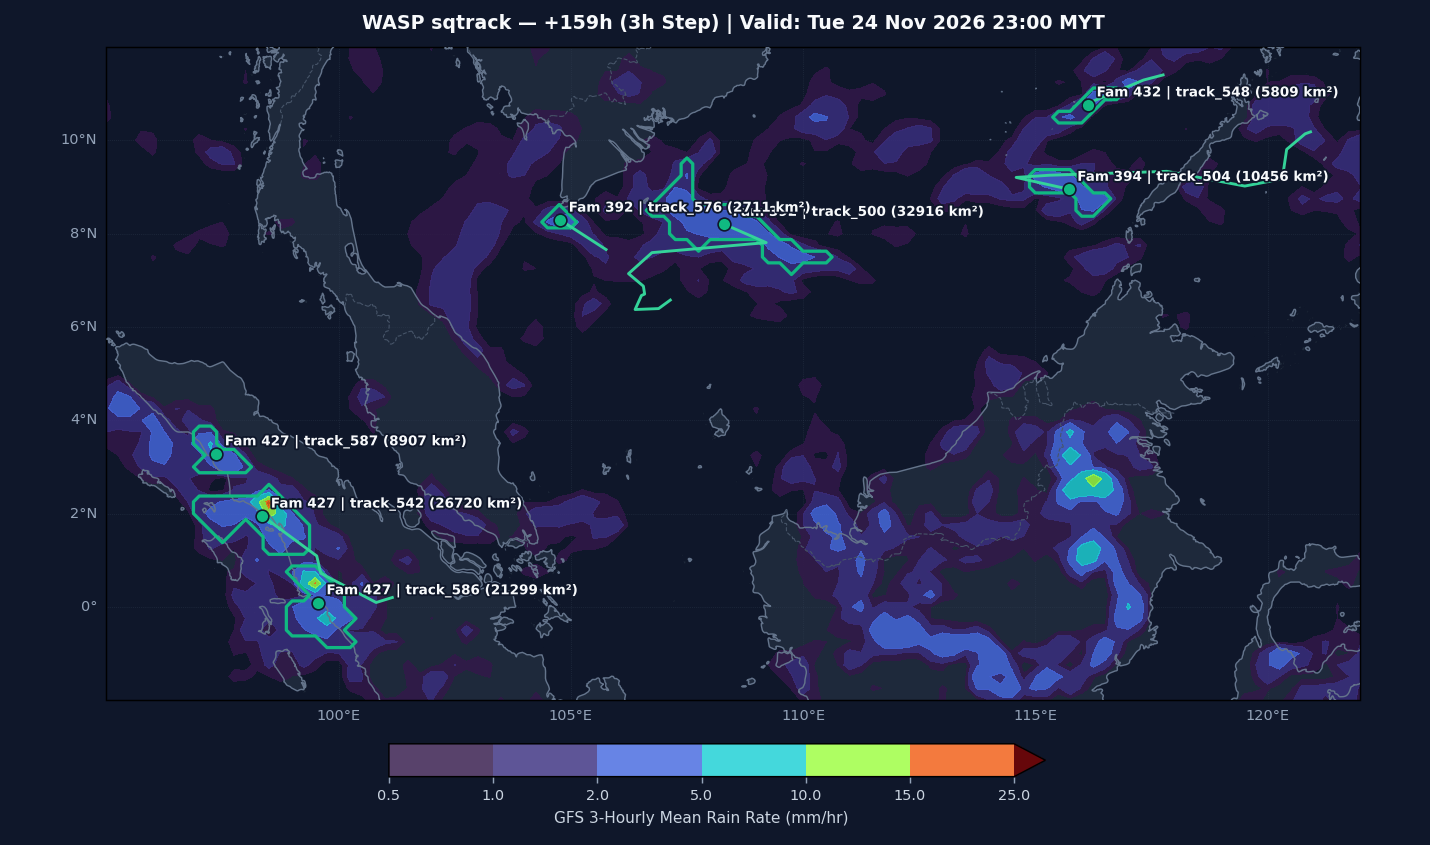 WASP sqtrack — +159h (3h Step) | Valid: Tue 24 Nov 2026 23:00 MYT
Fam 432 | track_548 (5809 km²)
10°N
Fam 394 | track_504 (10456 km²)
Fam 392 | track_576 (2711 km²)
track_500 (32916 km²)
8°N
6°N
4°N
Fam 427 | track_587 (8907 km²)
2°N
Fam 427 | track_542 (26720 km²)
Fam 427 | track_586 (21299 km²)
0°
100°E 105°E 110°E 115°E 120°E
0.5 1.0 2.0 5.0 10.0 15.0 25.0
GFS 3-Hourly Mean Rain Rate (mm/hr)